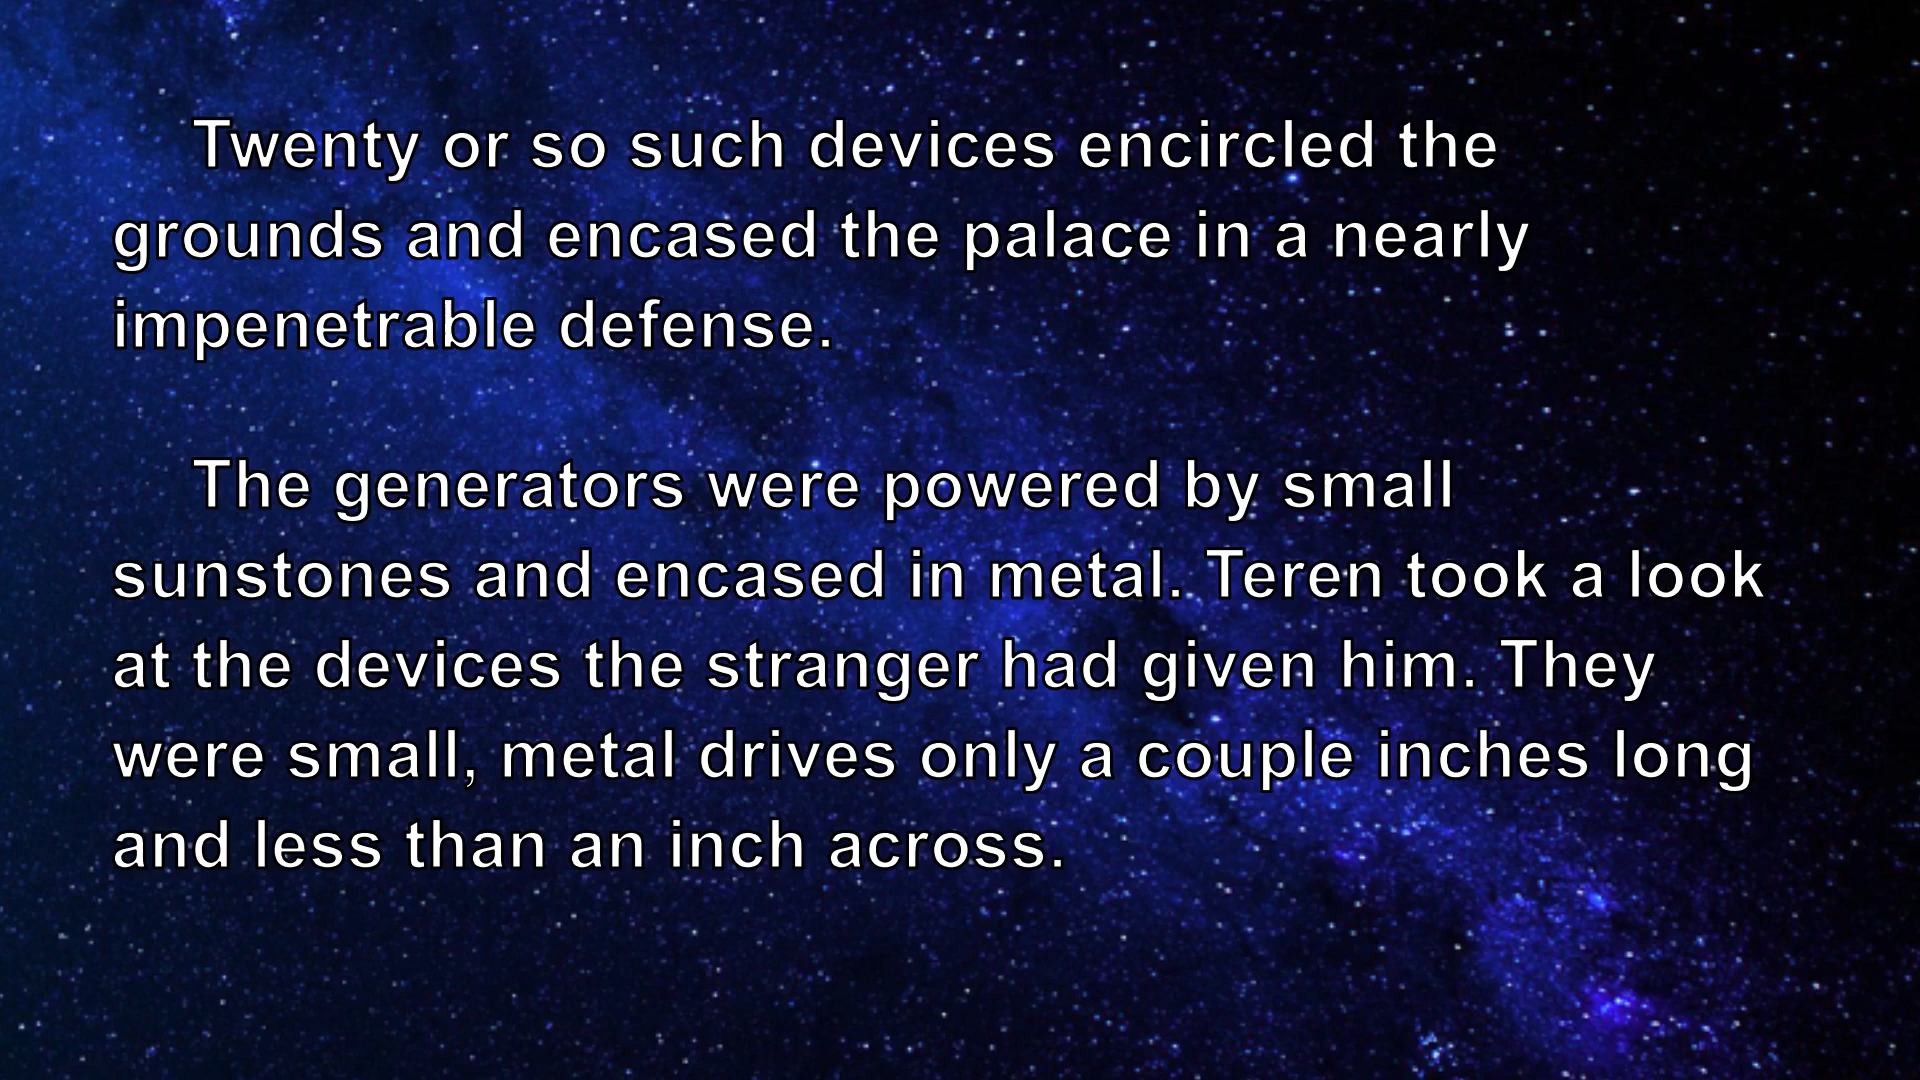 Twenty or so such devices encircled the
grounds and encased the palace in a nearly
impenetrable defense.
The generators were powered by small
sunstones and encased in metal. Teren took a look
at the devices the stranger had given him. They
were small, metal drives only a couple inches long
and less than an inch across.